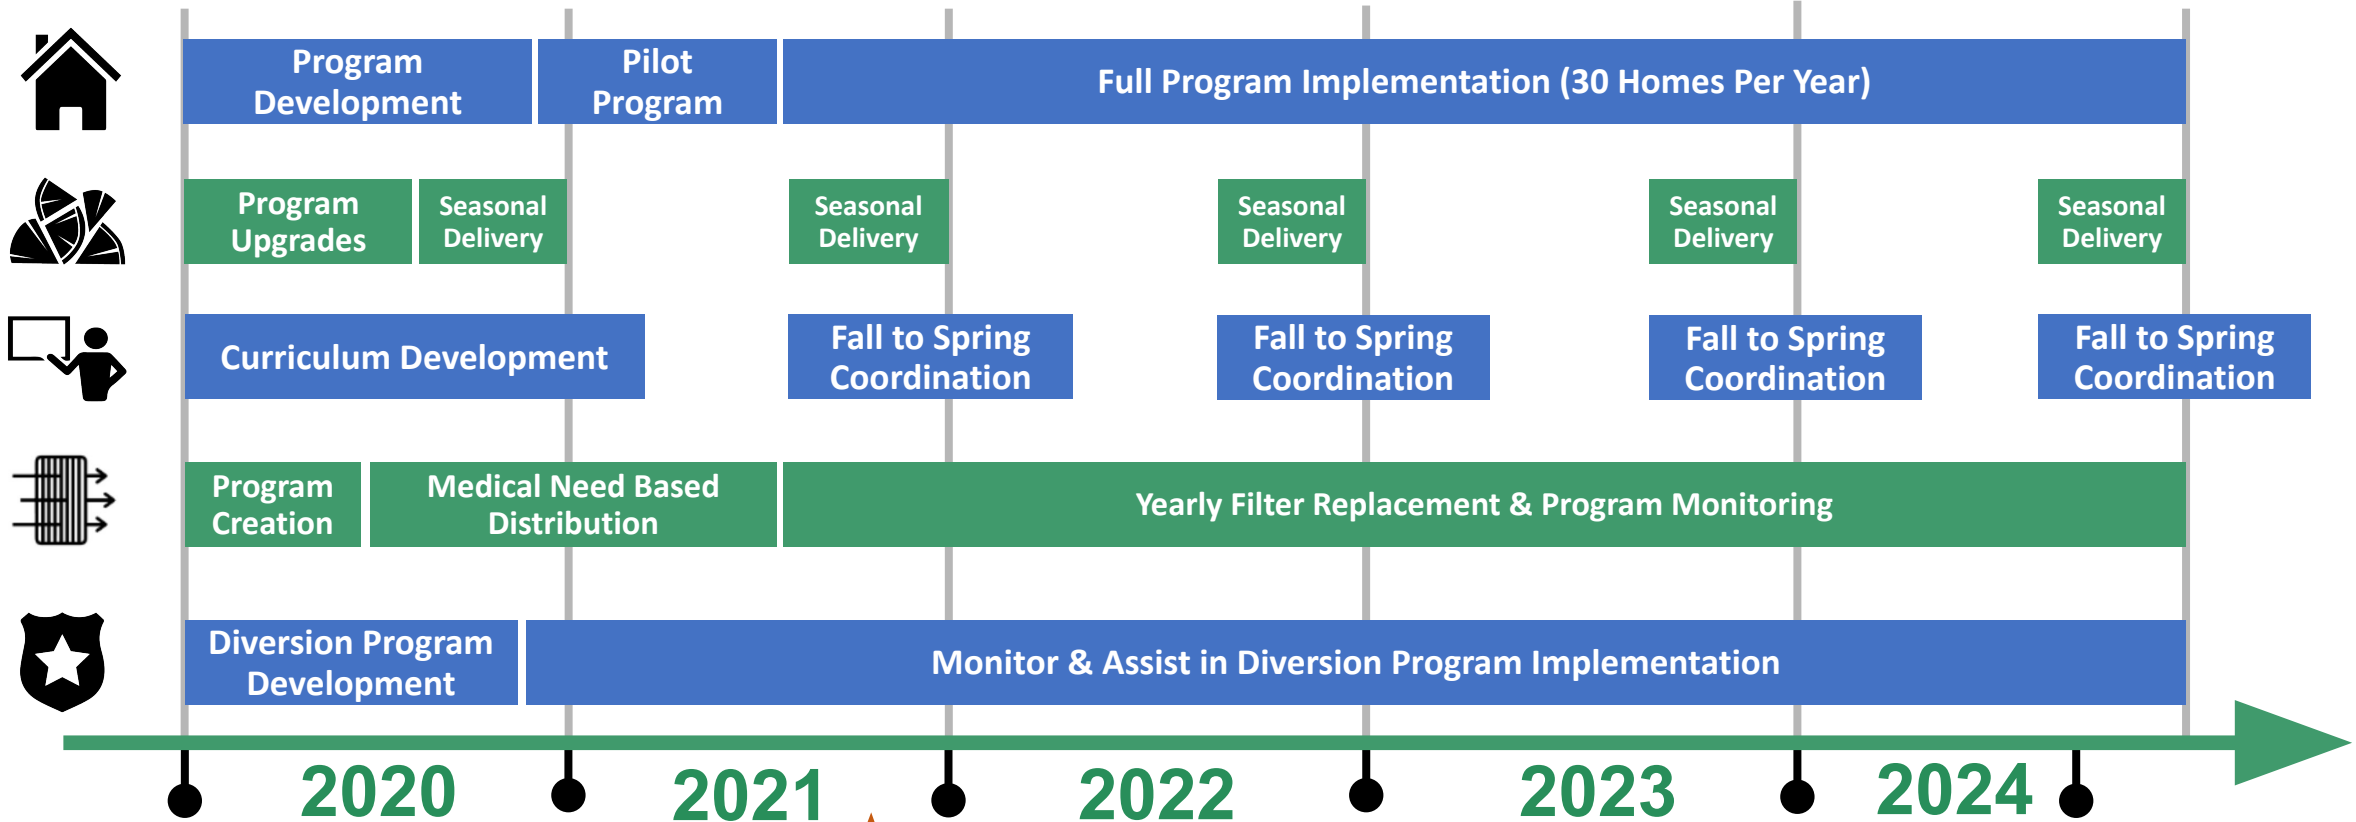 Program
Development
Pilot
Program
Full Program Implementation (30 Homes Per Year)
Program
Upgrades
Seasonal
Delivery
Seasonal
Delivery
Seasonal
Delivery
Seasonal
Delivery
Seasonal
Delivery
Curriculum Development
Fall to Spring
Coordination
Fall to Spring
Coordination
Fall to Spring
Coordination
Fall to Spring
Coordination
Program
Creation
Medical Need Based
Distribution
Yearly Filter Replacement & Program Monitoring
Diversion Program
Development
Monitor & Assist in Diversion Program Implementation
2020
2021
2022
2023
2024